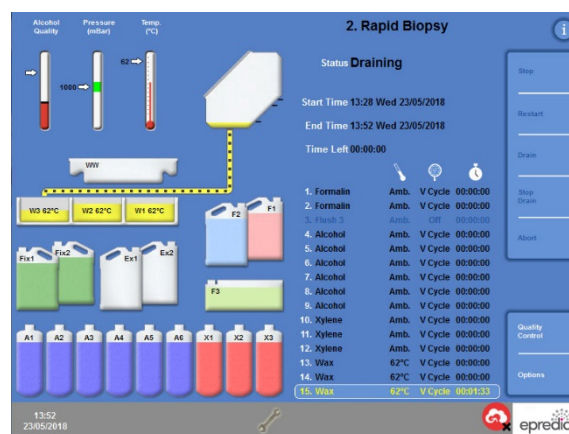 Alcohol Quality
Pressure (mBar)
Temp. (°C)
62
1000
2. Rapid Biopsy
i
Status Draining
Start Time 13:28 Wed 23/05/2018
End Time 13:52 Wed 23/05/2018
Time Left 00:00:00
1. Formalin Amb. V Cycle 00:00:00
2. Formalin Amb. V Cycle 00:00:00
3. Flush 3 Amb. Off 00:00:00
4. Alcohol Amb. V Cycle 00:00:00
5. Alcohol Amb. V Cycle 00:00:00
6. Alcohol Amb. V Cycle 00:00:00
7. Alcohol Amb. V Cycle 00:00:00
8. Alcohol Amb. V Cycle 00:00:00
9. Alcohol Amb. V Cycle 00:00:00
10. Xylene Amb. V Cycle 00:00:00
11. Xylene Amb. V Cycle 00:00:00
12. Xylene Amb. V Cycle 00:00:00
13. Wax 62°C V Cycle 00:00:00
14. Wax 62°C V Cycle 00:00:00
15. Wax 62°C V Cycle 00:01:33
WW
W3 62°C W2 62°C W1 62°C
F2 F1
Fix1 Fix2 Ex1 Ex2
F3
A1 A2 A3 A4 A5 A6 X1 X2 X3
Stop
Restart
Drain
Stop Drain
Abort
Quality Control
Options
13:52
23/05/2018
epredia